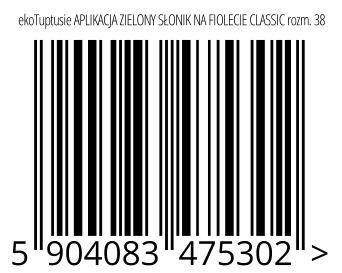 ekoTuptusie APLIKACJA ZIELONY SŁONIK NA FIOLECIE CLASSIC rozm. 38
5 904083 475302 >